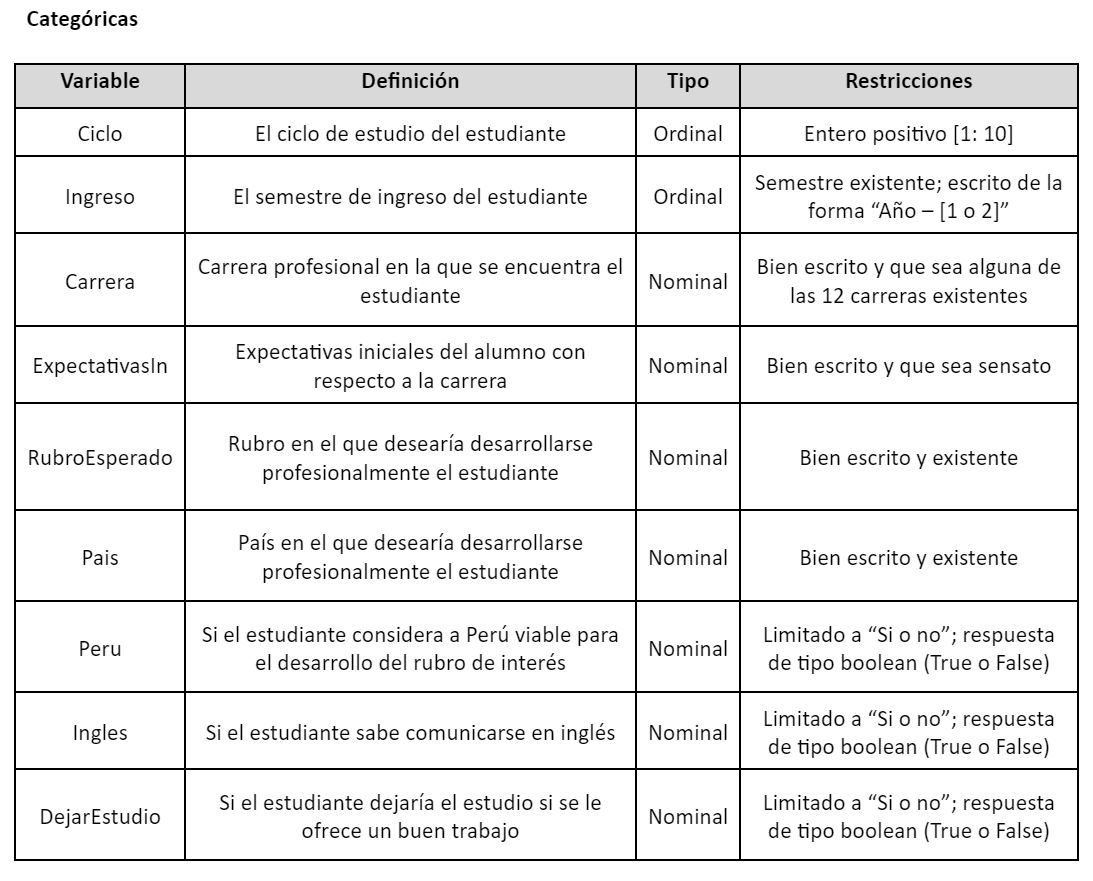 Categóricas
Variable Definición Tipo Restricciones
Ciclo El ciclo de estudio del estudiante Ordinal Entero positivo [1: 10]
Ingreso El semestre de ingreso del estudiante Ordinal Semestre existente; escrito de la
forma “Año – [1 o 2]”
Carrera Carrera profesional en la que se encuentra el
estudiante Nominal Bien escrito y que sea alguna de
las 12 carreras existentes
ExpectativasIn Expectativas iniciales del alumno con
respecto a la carrera Nominal Bien escrito y que sea sensato
RubroEsperado Rubro en el que desearía desarrollarse
profesionalmente el estudiante Nominal Bien escrito y existente
Pais País en el que desearía desarrollarse
profesionalmente el estudiante Nominal Bien escrito y existente
Peru Si el estudiante considera a Perú viable para
el desarrollo del rubro de interés Nominal Limitado a “Si o no”; respuesta
de tipo boolean (True o False)
Ingles Si el estudiante sabe comunicarse en inglés Nominal Limitado a “Si o no”; respuesta
de tipo boolean (True o False)
DejarEstudio Si el estudiante dejaría el estudio si se le
ofrece un buen trabajo Nominal Limitado a “Si o no”; respuesta
de tipo boolean (True o False)